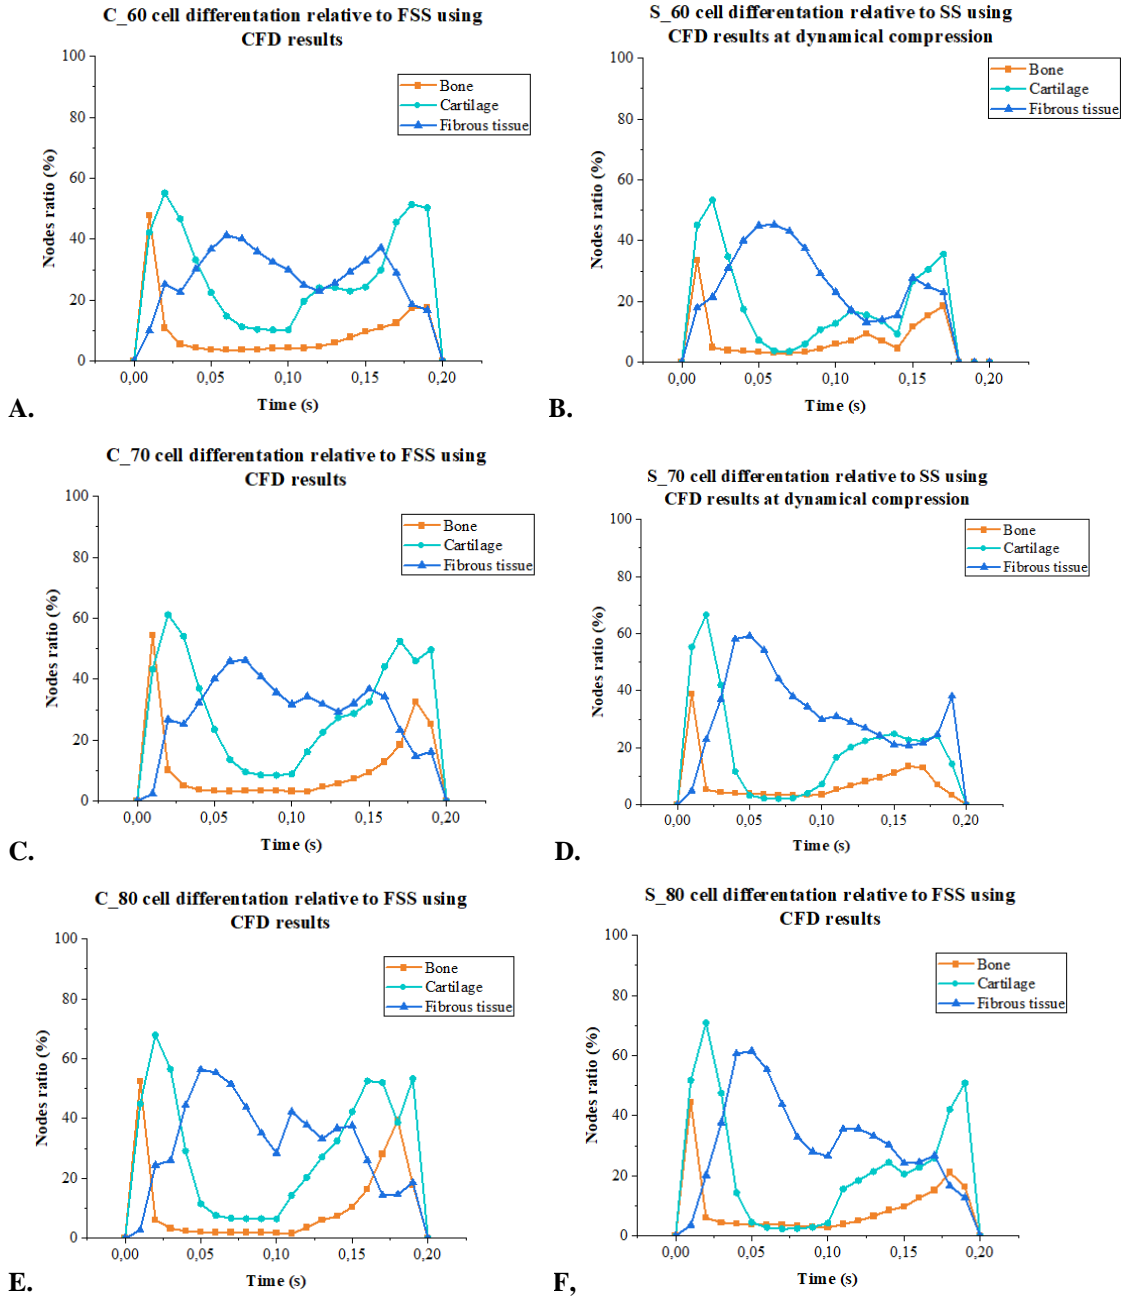 C_60 cell differentation relative to FSS using
CFD results
100
80
60
40
20
0
Nodes ratio (%)
Bone
Cartilage
Fibrous tissue
0,00 0,05 0,10 0,15 0,20
Time (s)
A.
S_60 cell differentation relative to SS using
CFD results at dynamical compression
100
80
60
40
20
0
Nodes ratio (%)
Bone
Cartilage
Fibrous tissue
0,00 0,05 0,10 0,15 0,20
Time (s)
B.
C_70 cell differentation relative to FSS using
CFD results
100
80
60
40
20
0
Nodes ratio (%)
Bone
Cartilage
Fibrous tissue
0,00 0,05 0,10 0,15 0,20
Time (s)
C.
S_70 cell differentation relative to SS using
CFD results at dynamical compression
100
80
60
40
20
0
Nodes ratio (%)
Bone
Cartilage
Fibrous tissue
0,00 0,05 0,10 0,15 0,20
Time (s)
D.
C_80 cell differentation relative to FSS using
CFD results
100
80
60
40
20
0
Nodes ratio (%)
Bone
Cartilage
Fibrous tissue
0,00 0,05 0,10 0,15 0,20
Time (s)
E.
S_80 cell differentation relative to FSS using
CFD results
100
80
60
40
20
0
Nodes ratio (%)
Bone
Cartilage
Fibrous tissue
0,00 0,05 0,10 0,15 0,20
Time (s)
F,